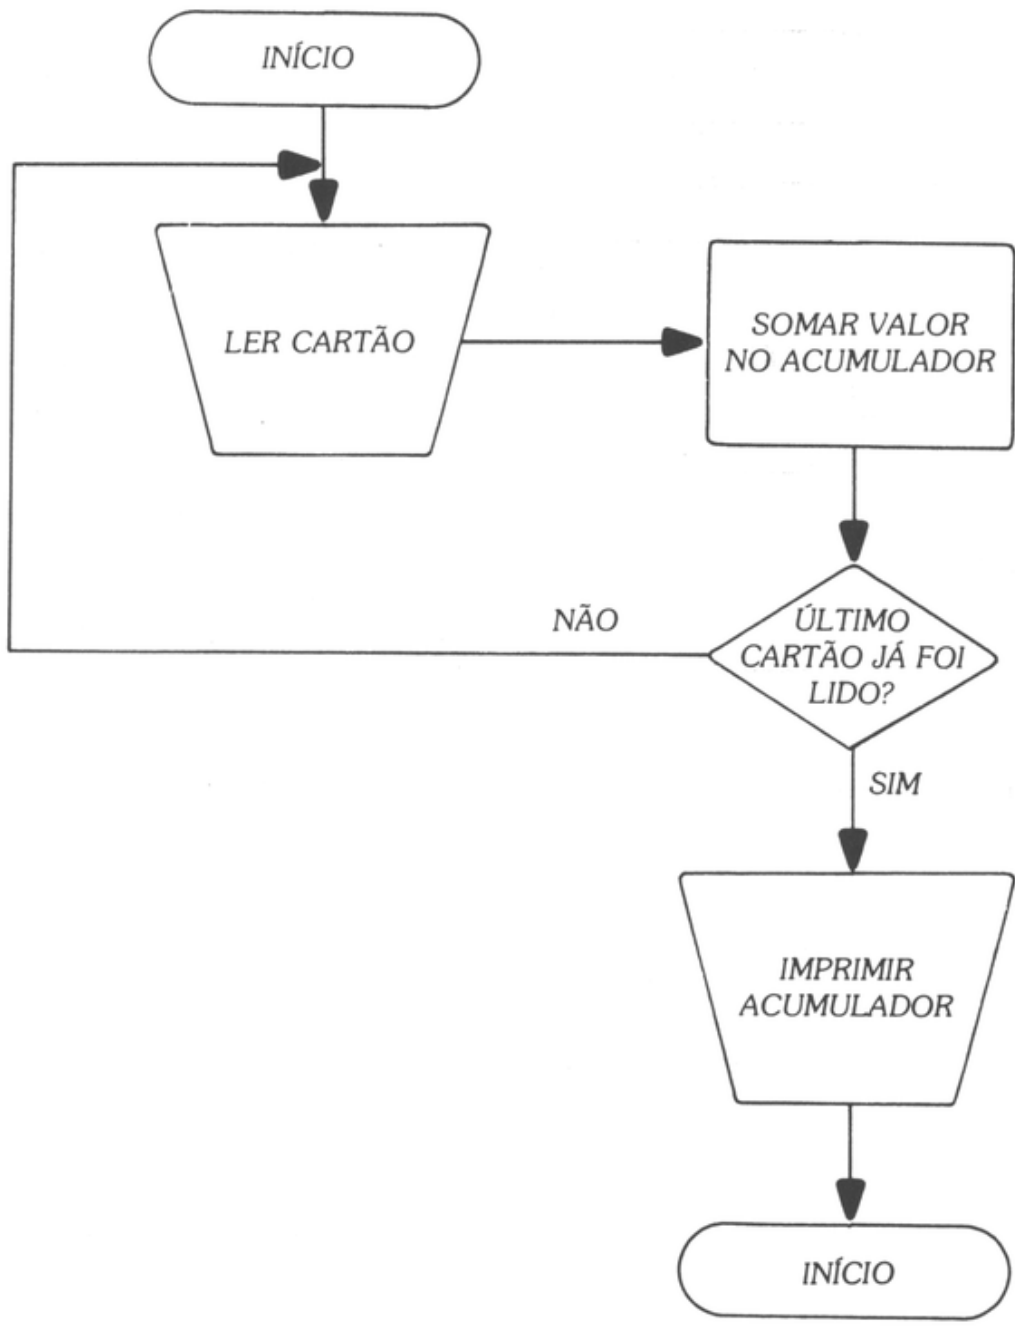 INÍCIO
LER CARTÃO
SOMAR VALOR
NO ACUMULADOR
NÃO
ÚLTIMO
CARTÃO JÁ FOI
LIDO?
SIM
IMPRIMIR
ACUMULADOR
INÍCIO